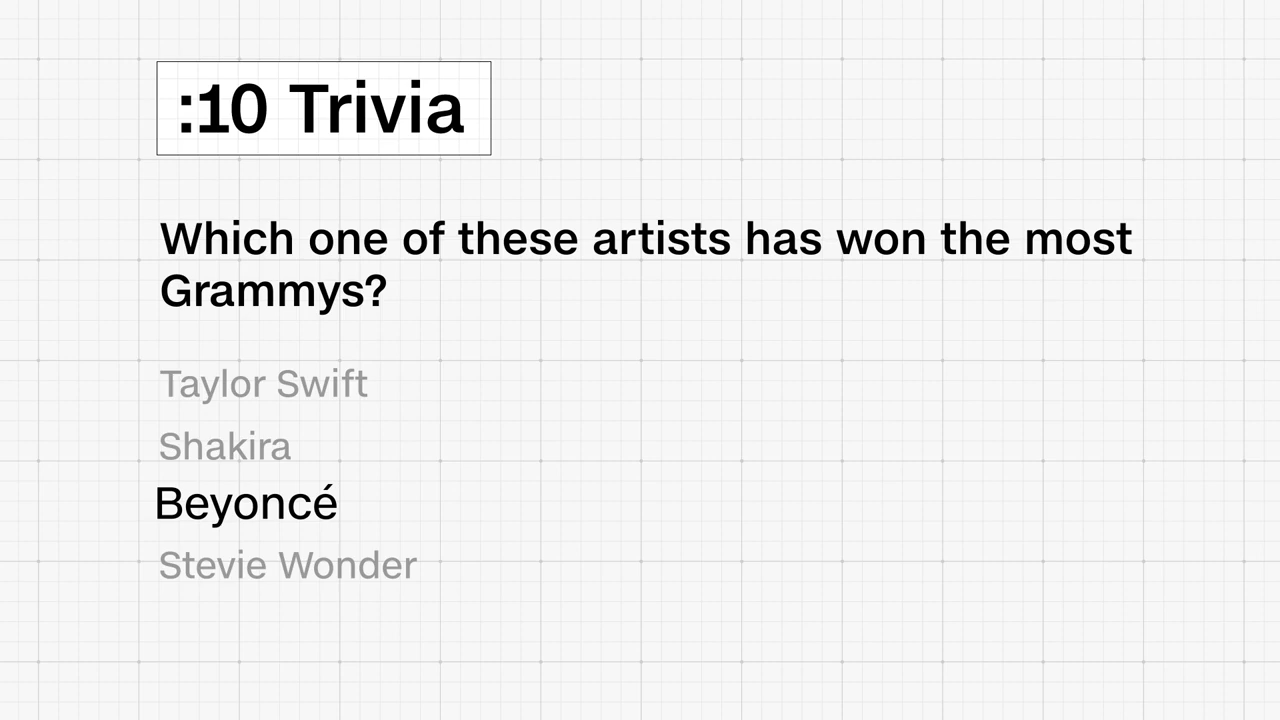 :10 Trivia
Which one of these artists has won the most
Grammys?
Taylor Swift
Shakira
Beyoncé
Stevie Wonder